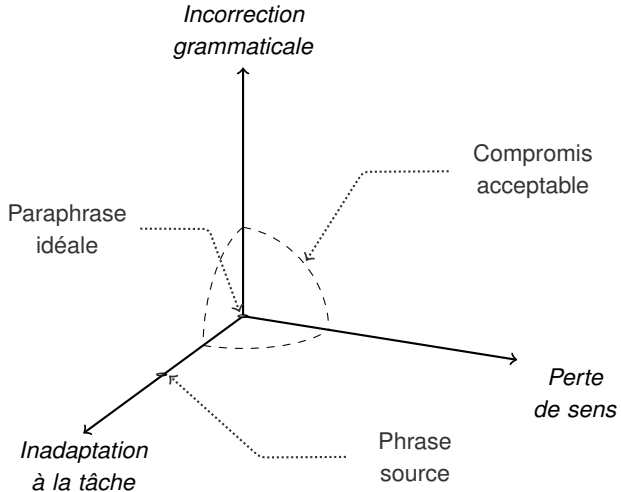 Incorrection
grammaticale
Compromis
acceptable
Paraphrase
idéale
Perte
de sens
Inadaptation
à la tâche
Phrase
source